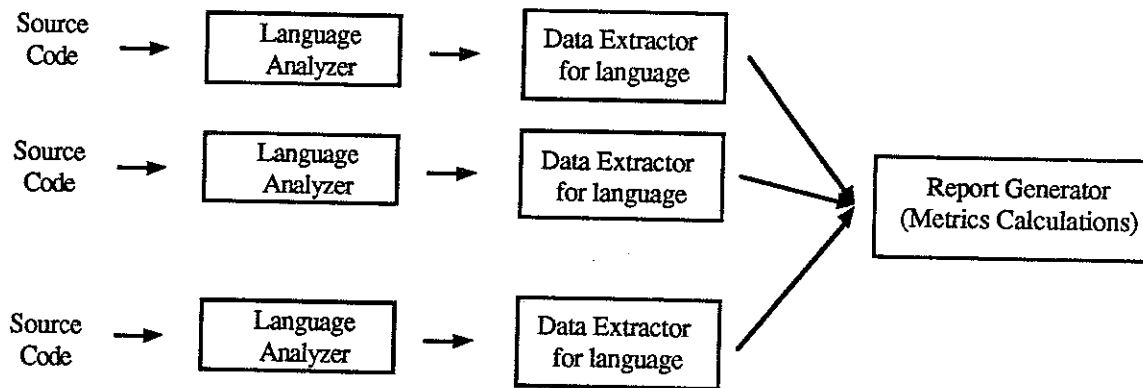 Source
Code
Language
Analyzer
Data Extractor
for language
Source
Code
Language
Analyzer
Data Extractor
for language
Report Generator
(Metrics Calculations)
Source
Code
Language
Analyzer
Data Extractor
for language